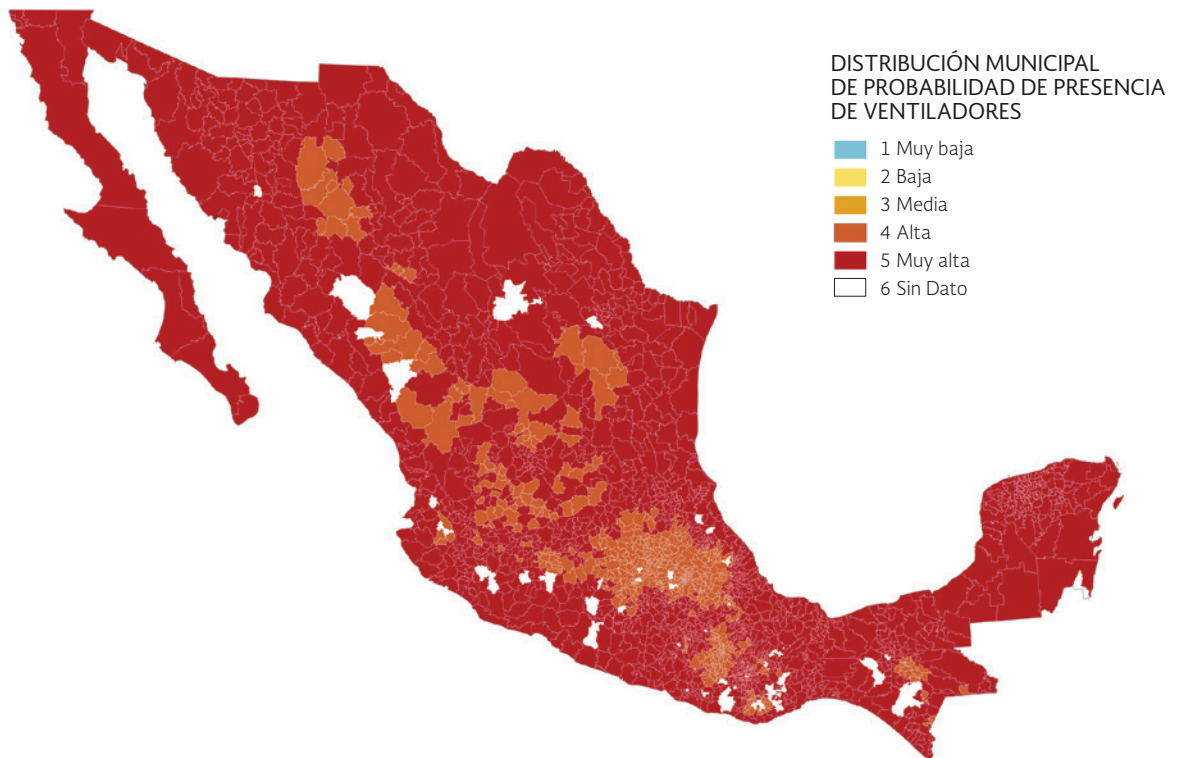 DISTRIBUCIÓN MUNICIPAL
DE PROBABILIDAD DE PRESENCIA
DE VENTILADORES
1 Muy baja
2 Baja
3 Media
4 Alta
5 Muy alta
6 Sin Dato